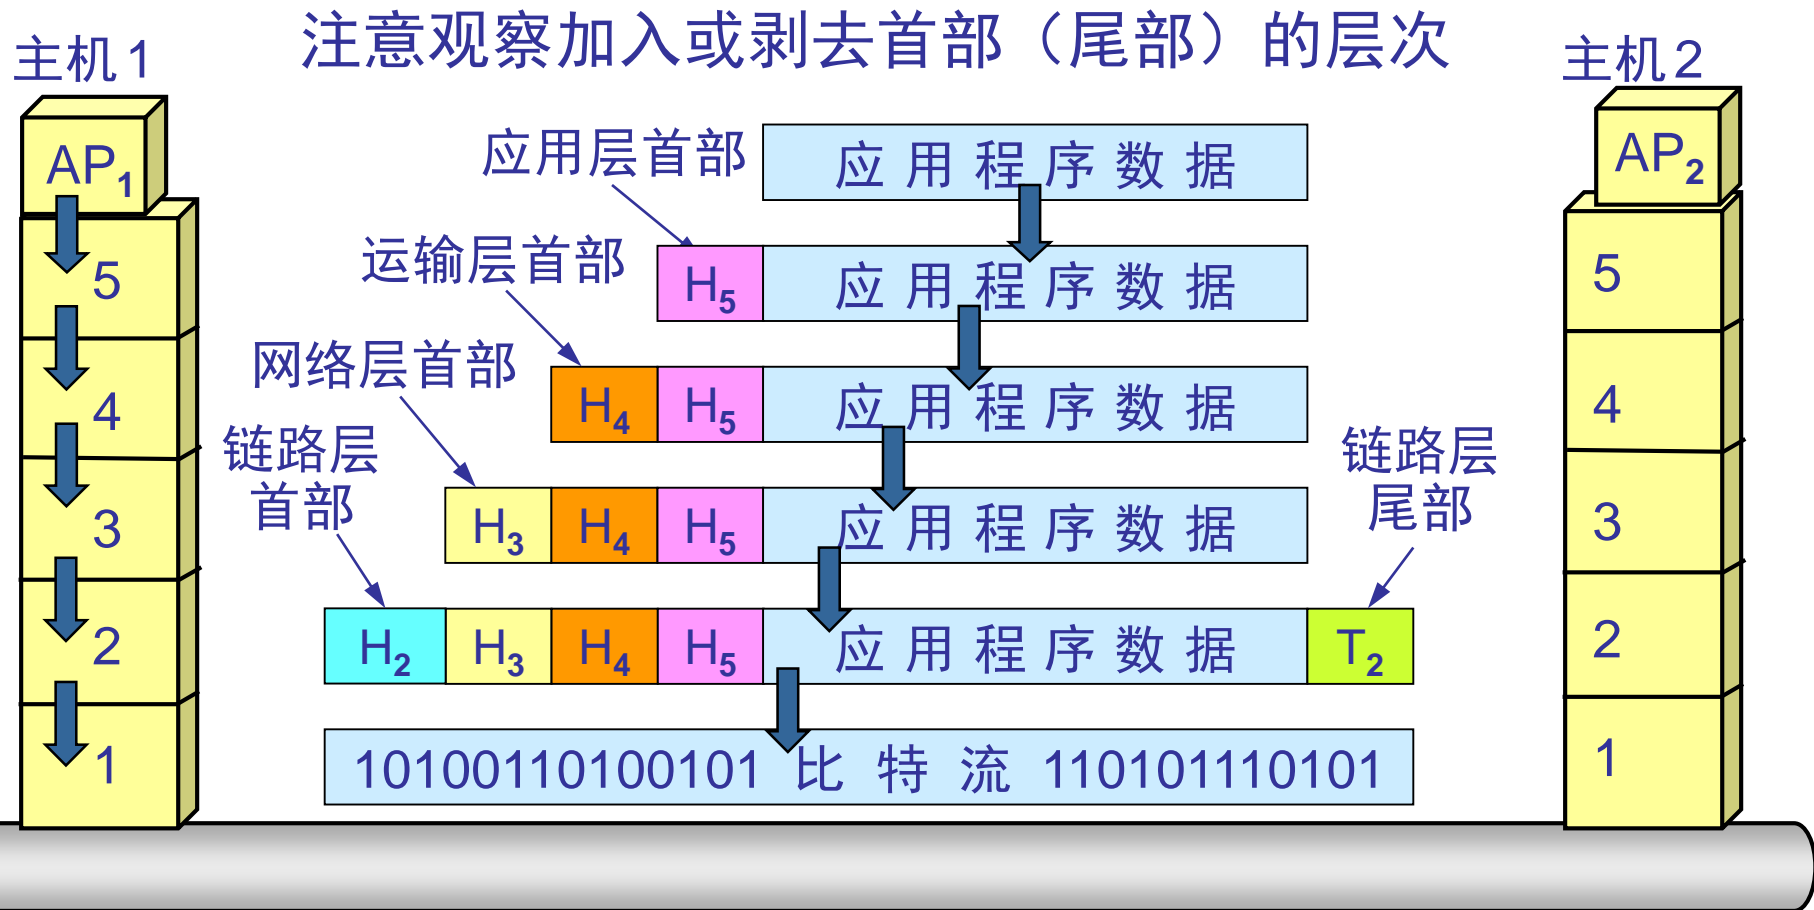 注意观察加入或剥去首部（尾部）的层次
主机 1
主机 2
AP1
AP2
应用层首部
应 用 程 序 数 据
5
运输层首部
H5 应 用 程 序 数 据
5
4
网络层首部
H4 H5 应 用 程 序 数 据
4
3
链路层
首部
H3 H4 H5 应 用 程 序 数 据
链路层
尾部
3
2
H2 H3 H4 H5 应 用 程 序 数 据 T2
2
1
10100110100101 比 特 流 110101110101
1